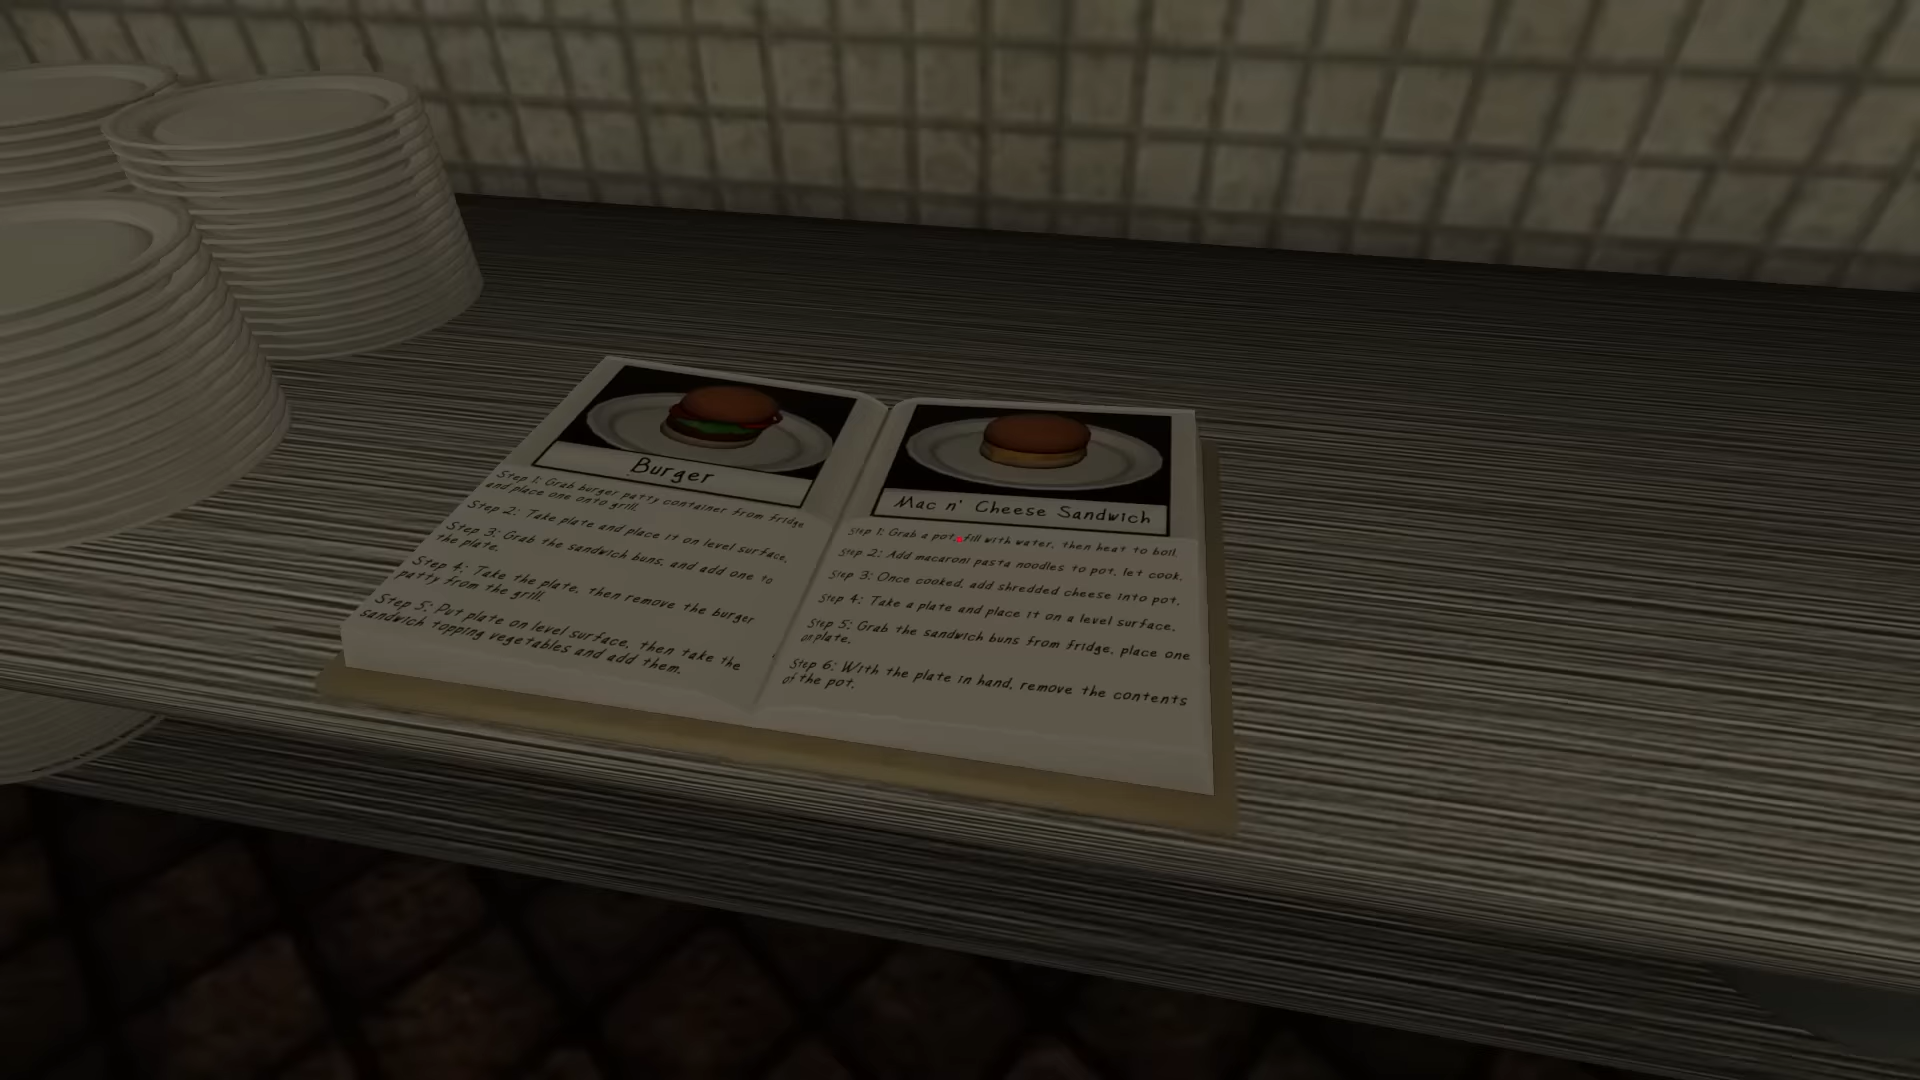 Burger
Step 1: Grab burger patty container from fridge
and place one onto grill.
Step 2: Take plate and place it on level surface.
Step 3: Grab the sandwich buns, and add one to
the plate.
Step 4: Take the plate, then remove the burger
patty from the grill.
Step 5: Put plate on level surface, then take the
sandwich topping vegetables and add them.
Mac n' Cheese Sandwich
Step 1: Grab a pot, fill with water, then heat to boil.
Step 2: Add macaroni pasta noodles to pot, let cook.
Step 3: Once cooked, add shredded cheese into pot.
Step 4: Take a plate and place it on a level surface.
Step 5: Grab the sandwich buns from fridge, place one
on plate.
Step 6: With the plate in hand, remove the contents
of the pot.